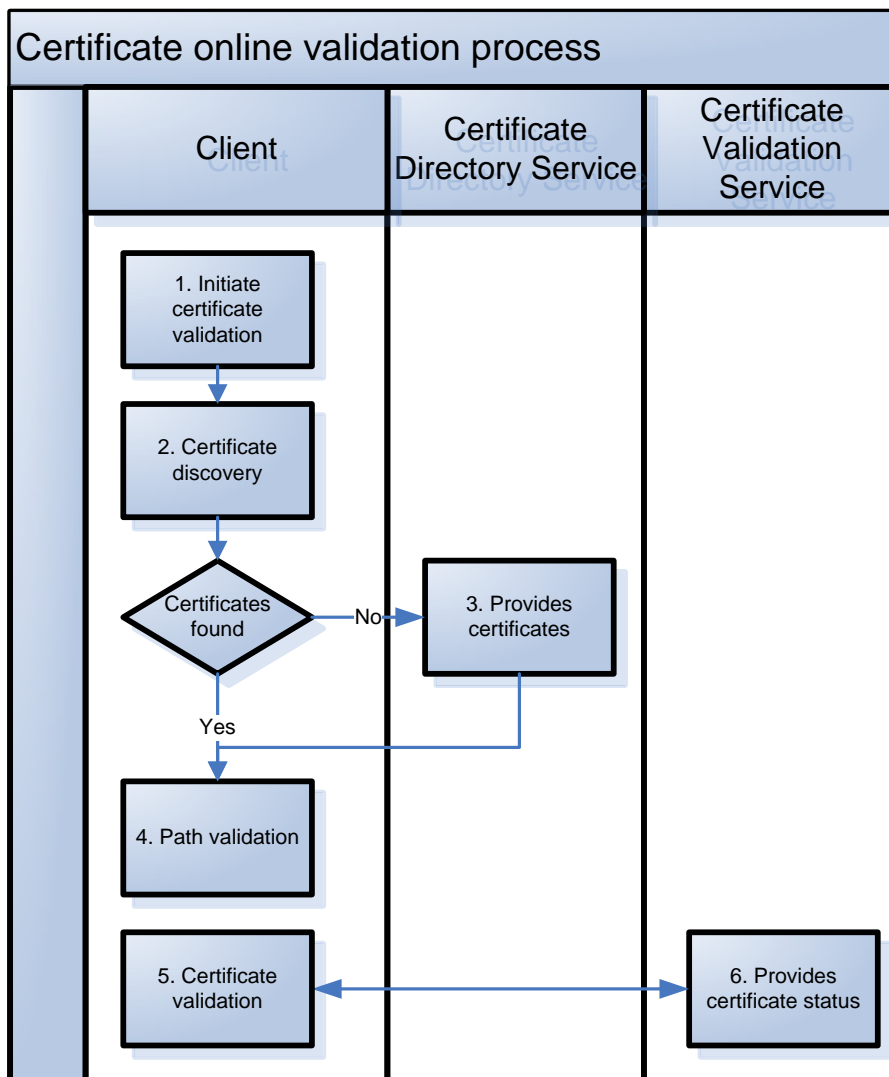 Certificate online validation process
Client
Certificate
Directory Service
Certificate
Validation
Service
1. Initiate
certificate
validation
2. Certificate
discovery
Certificates
found
No
3. Provides
certificates
Yes
4. Path validation
5. Certificate
validation
6. Provides
certificate status